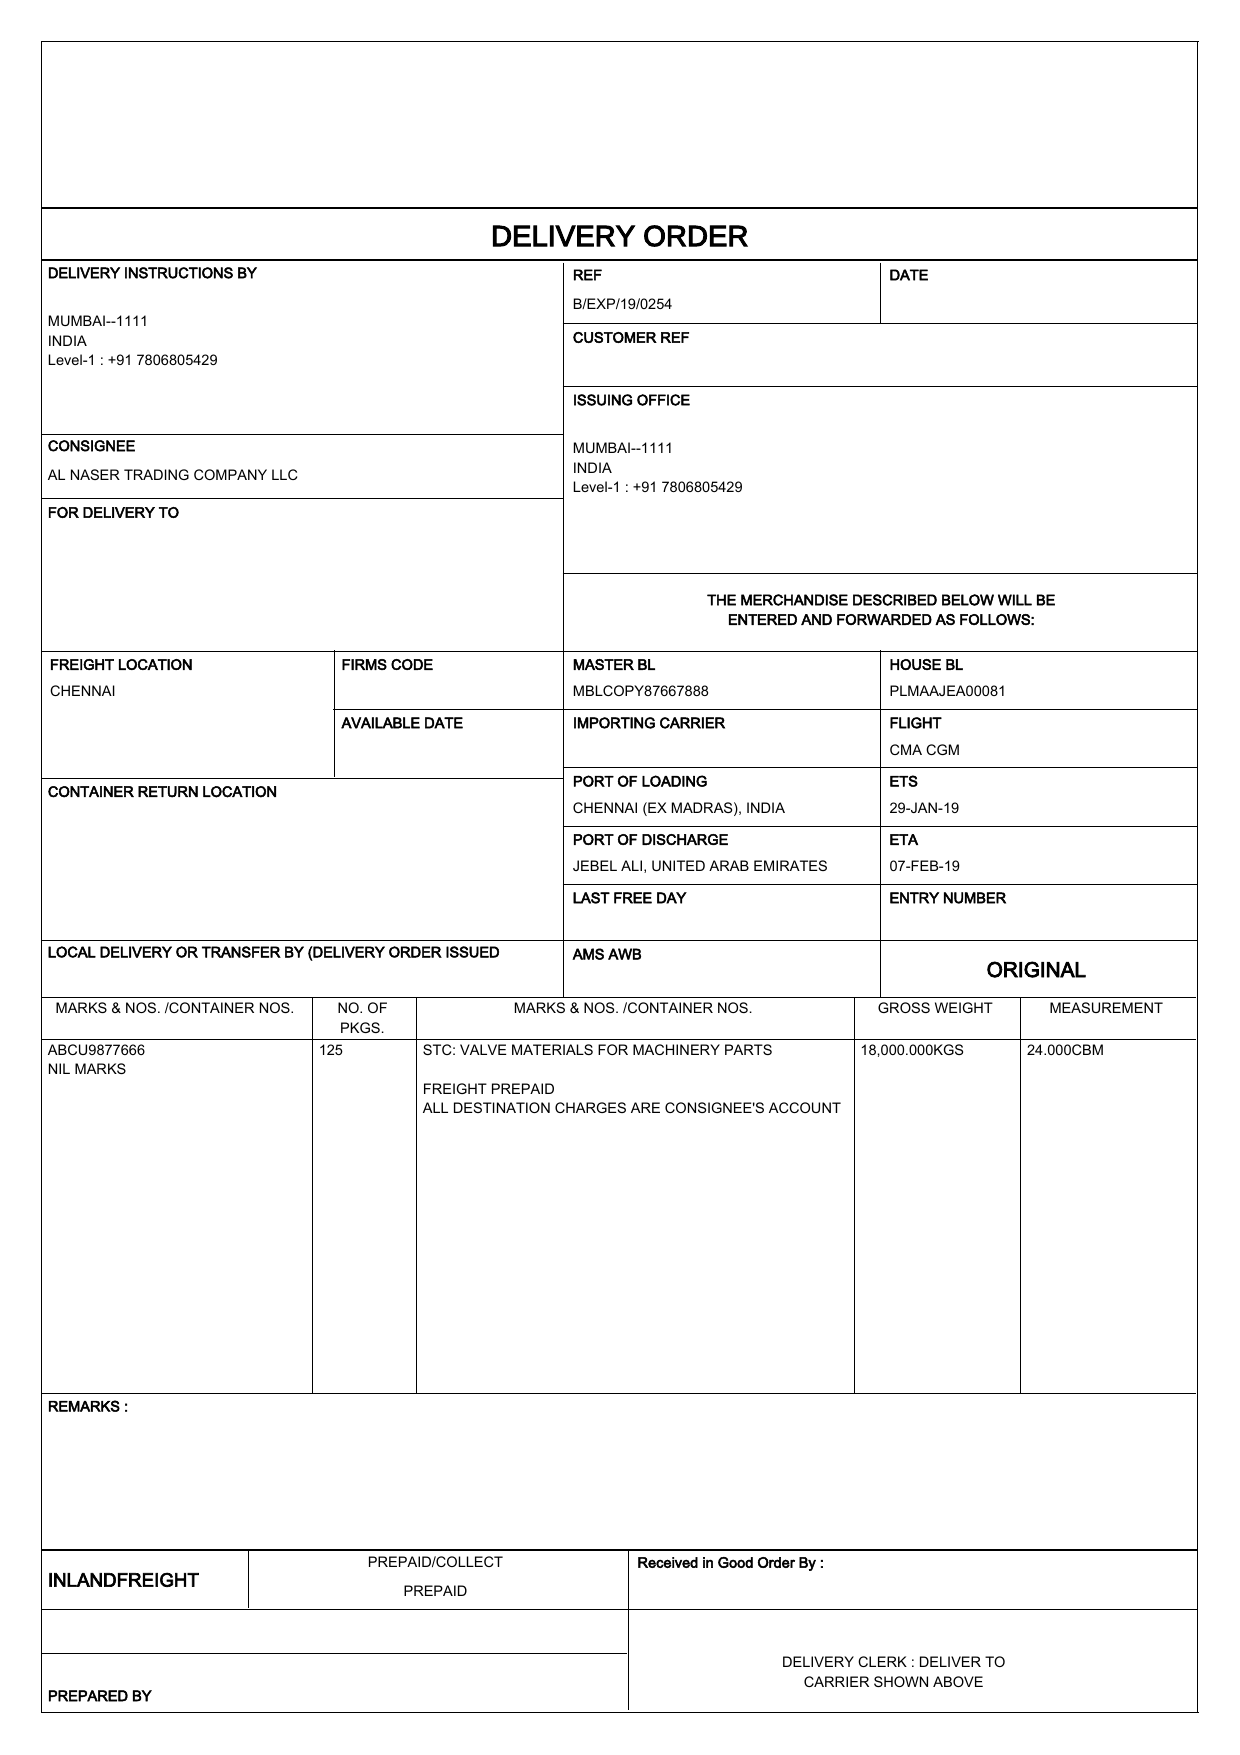 DELIVERY ORDER
DELIVERY INSTRUCTIONS BY
MUMBAI--1111
INDIA
Level-1 : +91 7806805429
REF
B/EXP/19/0254
DATE
CUSTOMER REF
ISSUING OFFICE
MUMBAI--1111
INDIA
Level-1 : +91 7806805429
CONSIGNEE
AL NASER TRADING COMPANY LLC
FOR DELIVERY TO
THE MERCHANDISE DESCRIBED BELOW WILL BE
ENTERED AND FORWARDED AS FOLLOWS:
FREIGHT LOCATION
CHENNAI
FIRMS CODE
AVAILABLE DATE
MASTER BL
MBLCOPY87667888
HOUSE BL
PLMAAJEA00081
IMPORTING CARRIER
FLIGHT
CMA CGM
CONTAINER RETURN LOCATION
PORT OF LOADING
CHENNAI (EX MADRAS), INDIA
ETS
29-JAN-19
PORT OF DISCHARGE
JEBEL ALI, UNITED ARAB EMIRATES
ETA
07-FEB-19
LAST FREE DAY
ENTRY NUMBER
LOCAL DELIVERY OR TRANSFER BY (DELIVERY ORDER ISSUED
AMS AWB
ORIGINAL
MARKS & NOS. /CONTAINER NOS.
NO. OF
PKGS.
MARKS & NOS. /CONTAINER NOS.
GROSS WEIGHT
MEASUREMENT
ABCU9877666
NIL MARKS
125
STC: VALVE MATERIALS FOR MACHINERY PARTS
FREIGHT PREPAID
ALL DESTINATION CHARGES ARE CONSIGNEE'S ACCOUNT
18,000.000KGS
24.000CBM
REMARKS :
INLANDFREIGHT
PREPAID/COLLECT
PREPAID
Received in Good Order By :
PREPARED BY
DELIVERY CLERK : DELIVER TO
CARRIER SHOWN ABOVE